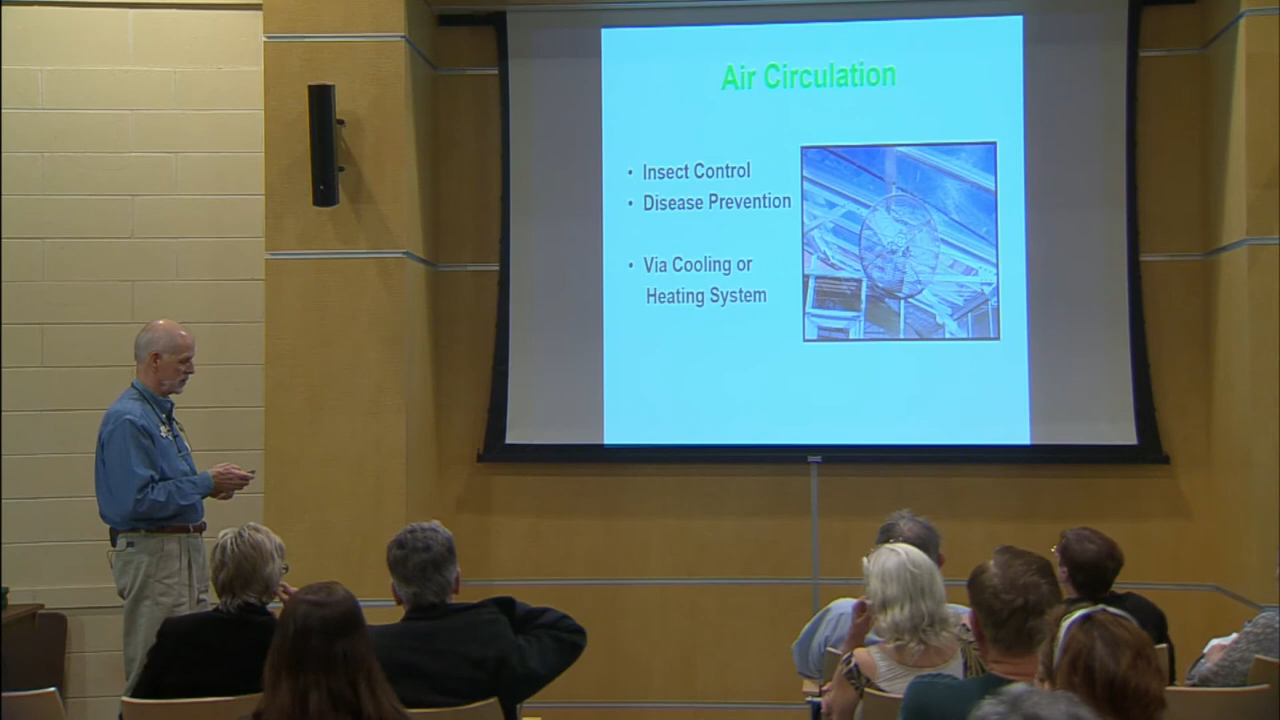 Air Circulation
• Insect Control
• Disease Prevention
• Via Cooling or
Heating System